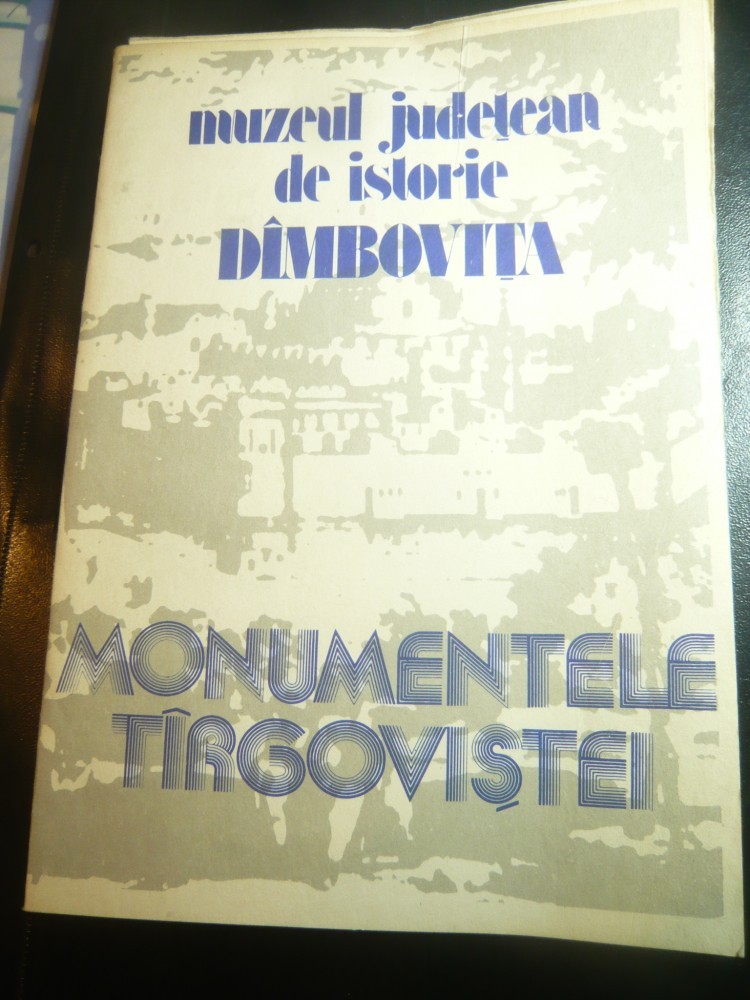 muzeul județean
de istorie
DÎMBOVIȚA
MONUMENTELE
TÎRGOVIȘTEI